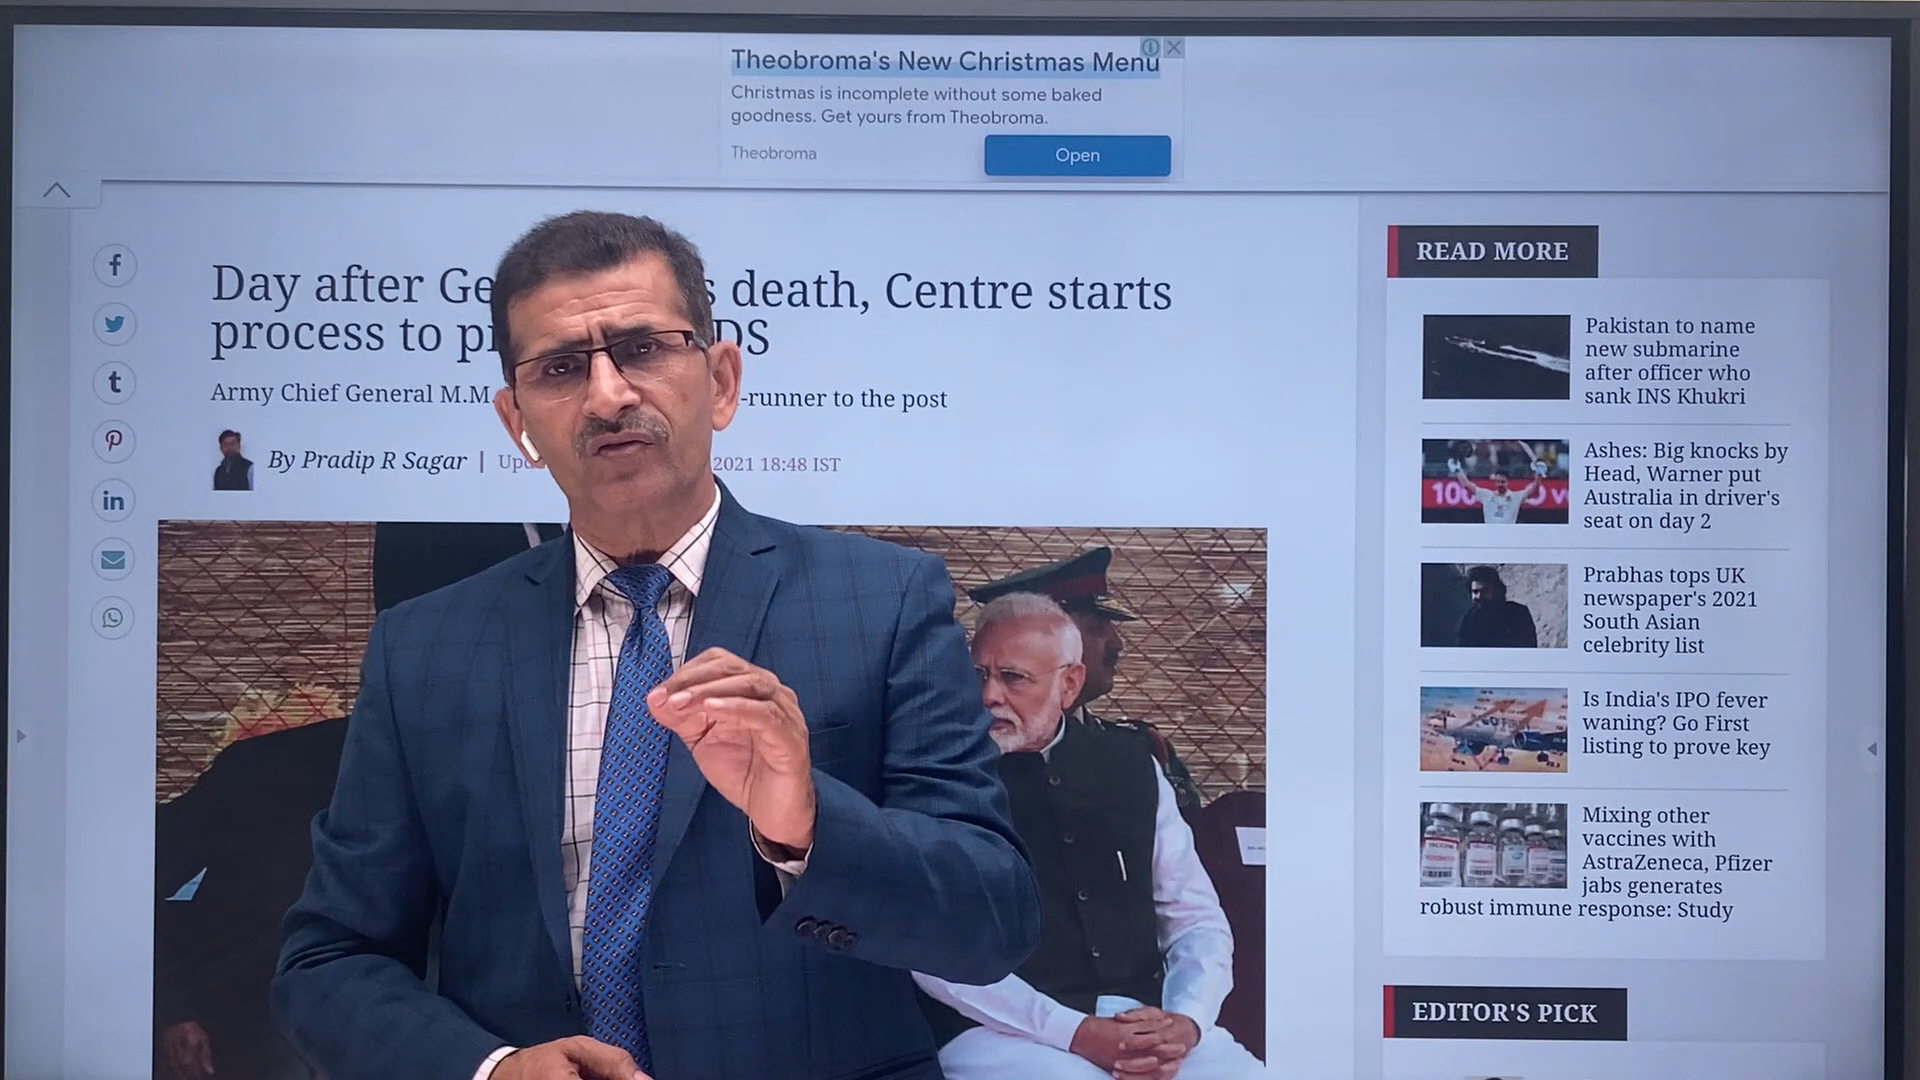 Theobroma's New Christmas Menu
Christmas is incomplete without some baked
goodness. Get yours from Theobroma.
Theobroma
Open
Day after Ge s death, Centre starts
process to pi DS
Army Chief General M.M. -runner to the post
By Pradip R Sagar | Upd 2021 18:48 IST
READ MORE
Pakistan to name
new submarine
after officer who
sank INS Khukri
Ashes: Big knocks by
Head, Warner put
Australia in driver's
seat on day 2
Prabhas tops UK
newspaper's 2021
South Asian
celebrity list
Is India's IPO fever
waning? Go First
listing to prove key
Mixing other
vaccines with
AstraZeneca, Pfizer
jabs generates
robust immune response: Study
EDITOR'S PICK